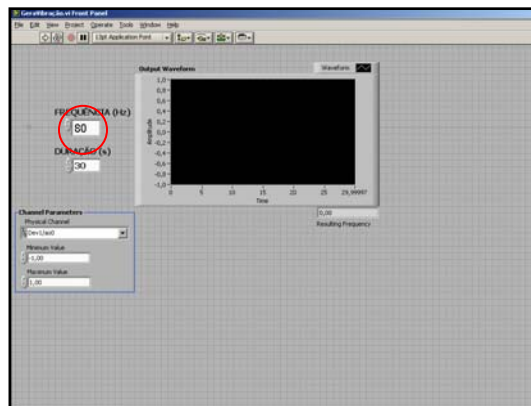 GeraVibração.vi Front Panel
File Edit View Project Operate Tools Window Help
13pt Application Font
Output Waveform
Waveform
1,0
0,8
0,6
0,4
0,2
0,0
-0,2
-0,4
-0,6
-0,8
-1,0
Amplitude
0 5 10 15 20 25 29,99997
Time
FREQUÊNCIA (Hz)
80
DURAÇÃO (s)
30
0,00
Resulting Frequency
Channel Parameters
Physical Channel
Dev1/ao0
Minimum Value
-1,00
Maximum Value
1,00